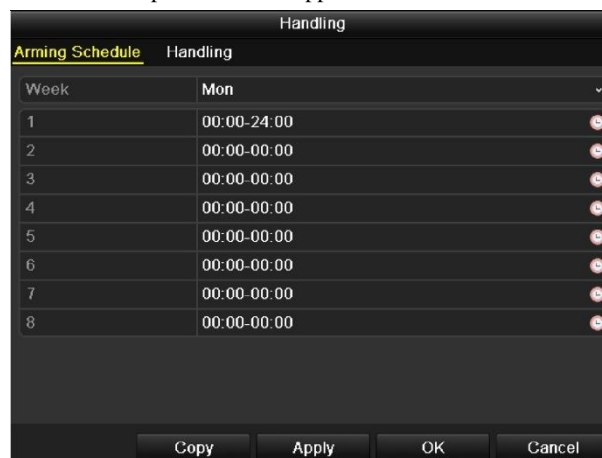 Handling
Arming Schedule Handling
Week Mon
1 00:00-24:00
2 00:00-00:00
3 00:00-00:00
4 00:00-00:00
5 00:00-00:00
6 00:00-00:00
7 00:00-00:00
8 00:00-00:00
Copy Apply OK Cancel